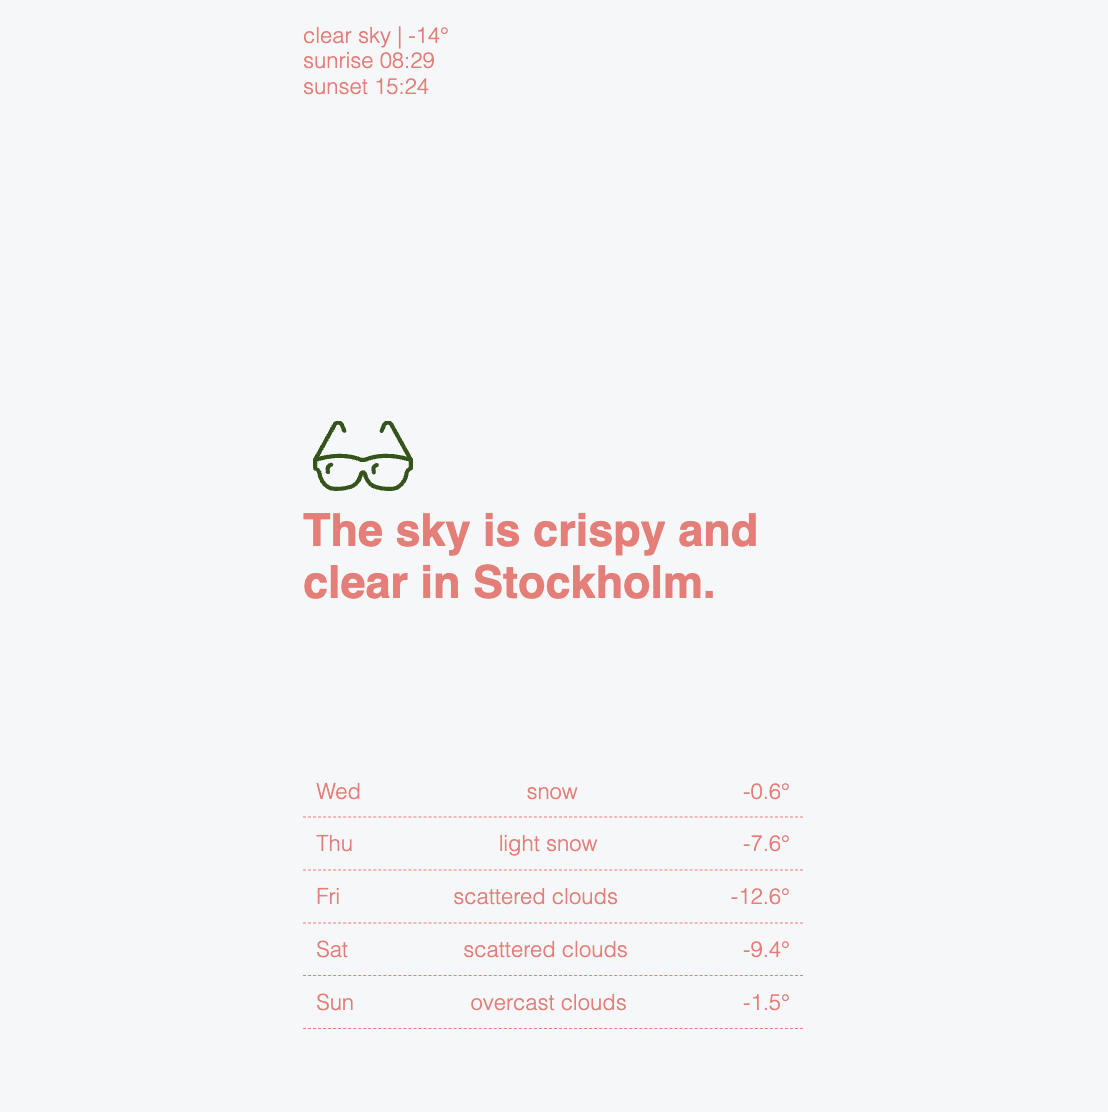 clear sky | -14°
sunrise 08:29
sunset 15:24
The sky is crispy and
clear in Stockholm.
Wed snow -0.6°
Thu light snow -7.6°
Fri scattered clouds -12.6°
Sat scattered clouds -9.4°
Sun overcast clouds -1.5°